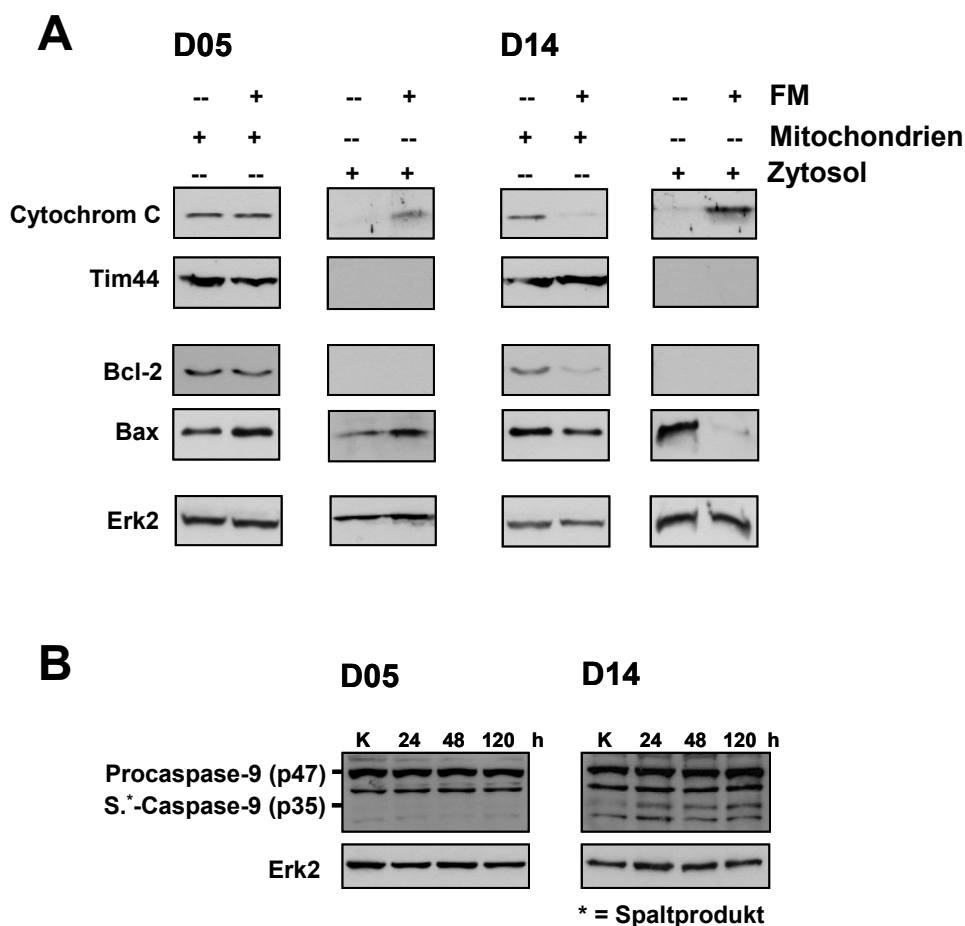 A
D05 D14
-- + -- + -- + -- + FM
+ + -- -- + + -- -- Mitochondrien
-- -- + + -- -- + + Zytosol
Cytochrom C
Tim44
Bcl-2
Bax
Erk2
B
D05 D14
K 24 48 120 h K 24 48 120 h
Procaspase-9 (p47)
S.*-Caspase-9 (p35)
Erk2
* = Spaltprodukt